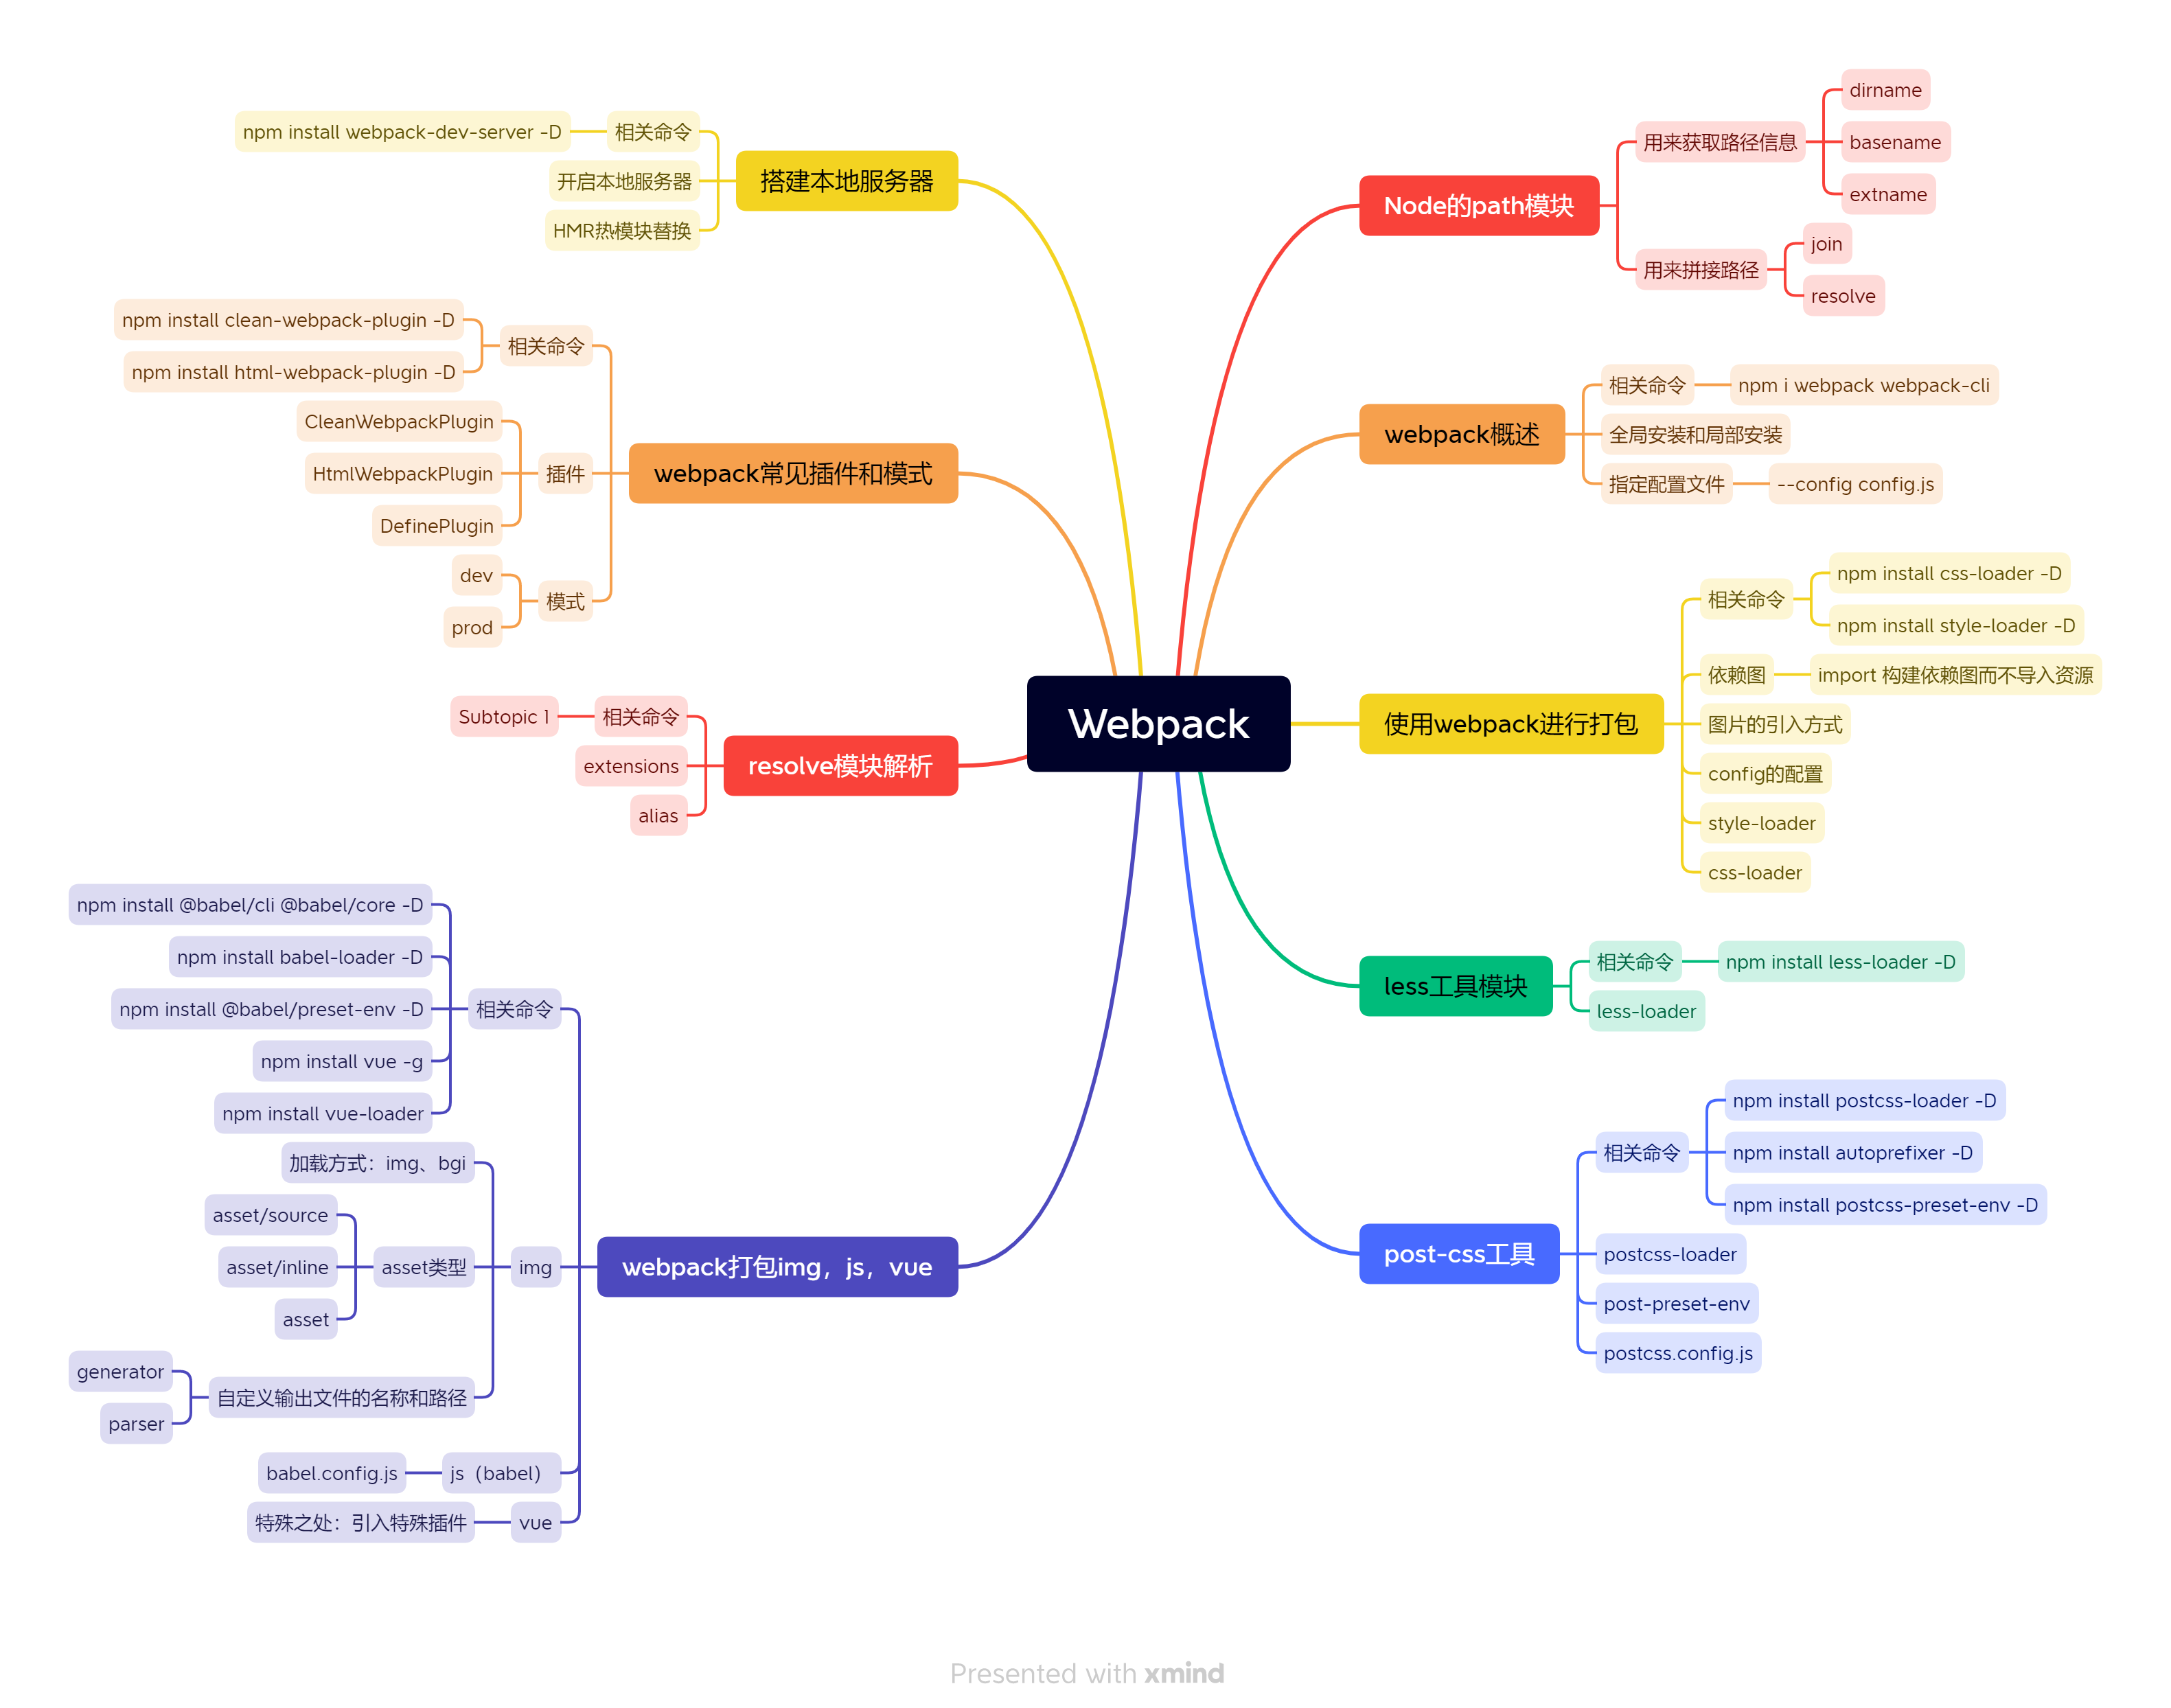 Webpack
Node的path模块
用来获取路径信息
dirname
basename
extname
用来拼接路径
join
resolve
webpack概述
相关命令
npm i webpack webpack-cli
全局安装和局部安装
指定配置文件
--config config.js
使用webpack进行打包
相关命令
npm install css-loader -D
npm install style-loader -D
依赖图
import 构建依赖图而不导入资源
图片的引入方式
config的配置
style-loader
css-loader
less工具模块
相关命令
npm install less-loader -D
less-loader
post-css工具
相关命令
npm install postcss-loader -D
npm install autoprefixer -D
npm install postcss-preset-env -D
postcss-loader
post-preset-env
postcss.config.js
搭建本地服务器
相关命令
npm install webpack-dev-server -D
开启本地服务器
HMR热模块替换
webpack常见插件和模式
相关命令
npm install clean-webpack-plugin -D
npm install html-webpack-plugin -D
插件
CleanWebpackPlugin
HtmlWebpackPlugin
DefinePlugin
模式
dev
prod
resolve模块解析
相关命令
Subtopic 1
extensions
alias
webpack打包img，js，vue
相关命令
npm install @babel/cli @babel/core -D
npm install babel-loader -D
npm install @babel/preset-env -D
npm install vue -g
npm install vue-loader
img
加载方式：img、bgi
asset类型
asset/source
asset/inline
asset
自定义输出文件的名称和路径
generator
parser
js（babel）
babel.config.js
vue
特殊之处：引入特殊插件
Presented with xmind